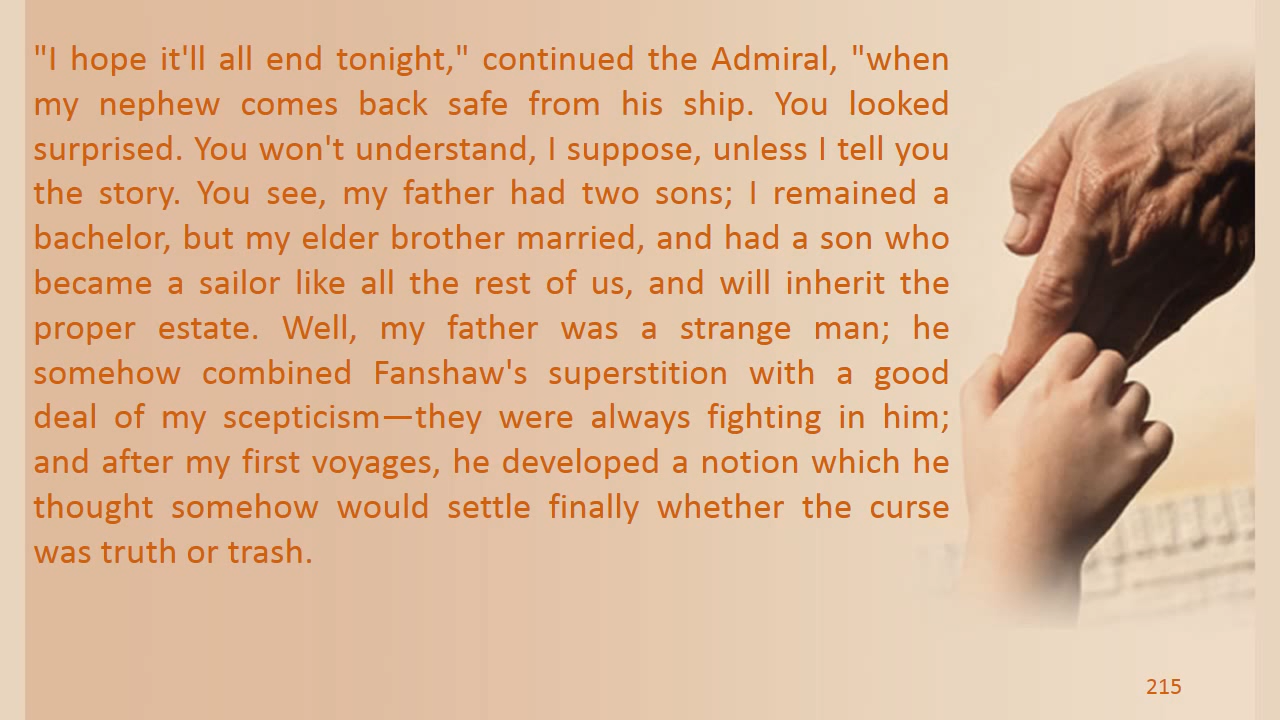 "I hope it'll all end tonight," continued the Admiral, "when
my nephew comes back safe from his ship. You looked
surprised. You won't understand, I suppose, unless I tell you
the story. You see, my father had two sons; I remained a
bachelor, but my elder brother married, and had a son who
became a sailor like all the rest of us, and will inherit the
proper estate. Well, my father was a strange man; he
somehow combined Fanshaw's superstition with a good
deal of my scepticism—they were always fighting in him;
and after my first voyages, he developed a notion which he
thought somehow would settle finally whether the curse
was truth or trash.
215